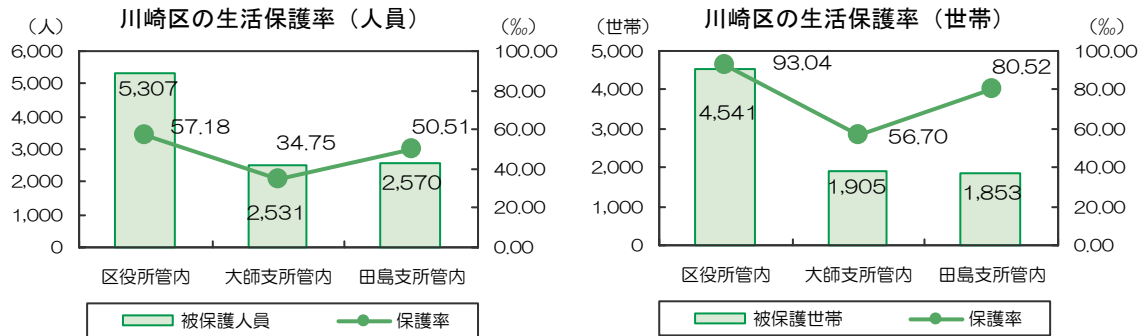 川崎区の生活保護率（人員）
（人）
（‰）
6,000
5,000
4,000
3,000
2,000
1,000
0
100.00
80.00
60.00
40.00
20.00
0.00
5,307
57.18
34.75
50.51
2,531
2,570
区役所管内
大師支所管内
田島支所管内
被保護人員
保護率
川崎区の生活保護率（世帯）
（世帯）
（‰）
5,000
4,000
3,000
2,000
1,000
0
100.00
80.00
60.00
40.00
20.00
0.00
93.04
80.52
4,541
56.70
1,905
1,853
区役所管内
大師支所管内
田島支所管内
被保護世帯
保護率